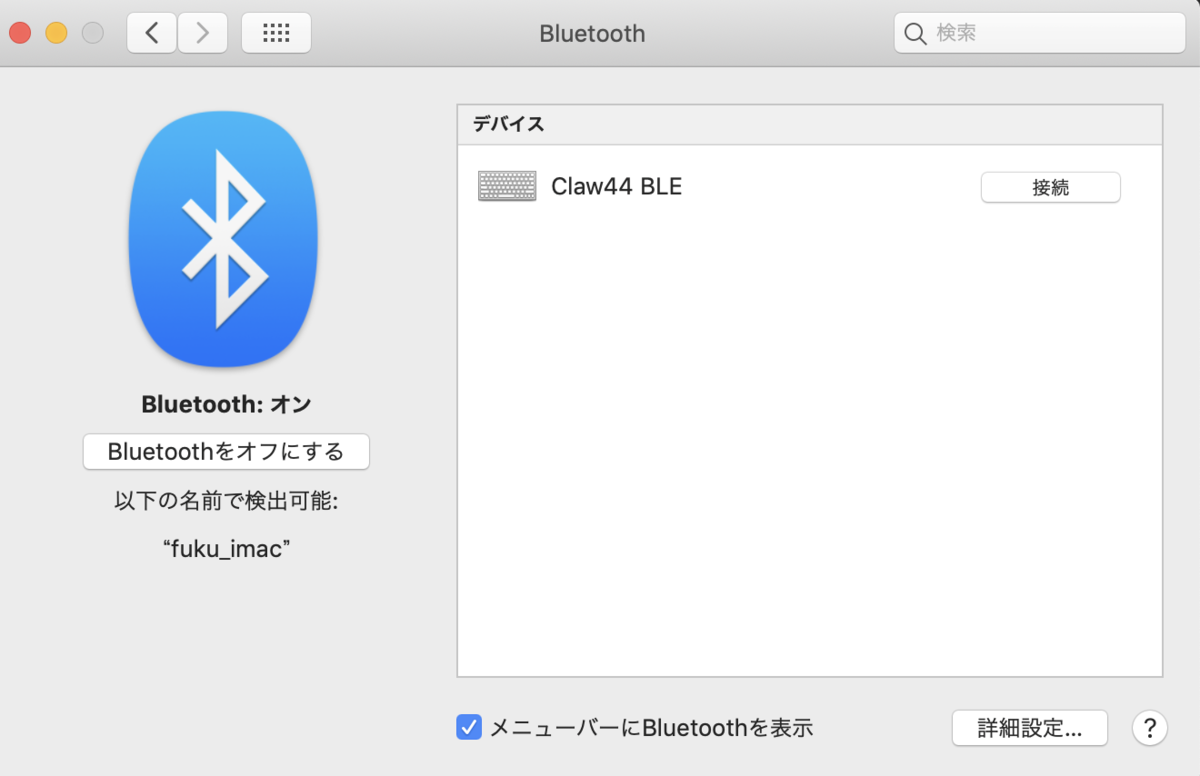 Bluetooth
検索
デバイス
Claw44 BLE
接続
Bluetooth: オン
Bluetoothをオフにする
以下の名前で検出可能:
“fuku_imac”
メニューバーにBluetoothを表示
詳細設定...
?